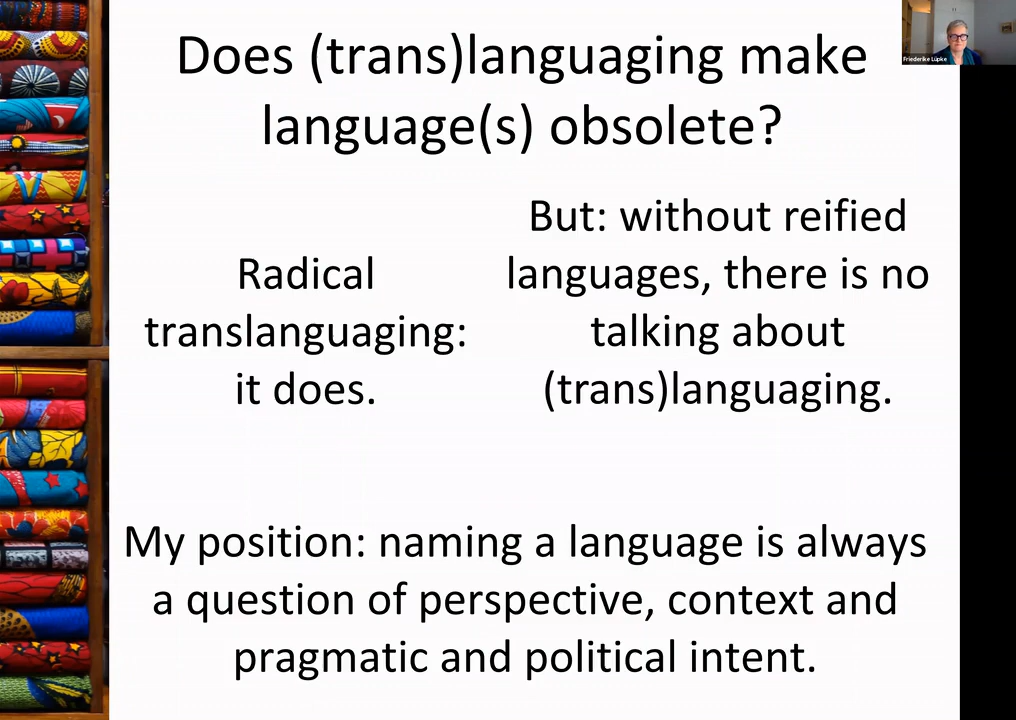 Does (trans)languaging make
language(s) obsolete?
Radical
translanguaging:
it does.
But: without reified
languages, there is no
talking about
(trans)languaging.
My position: naming a language is always
a question of perspective, context and
pragmatic and political intent.
Friederike Lüpke